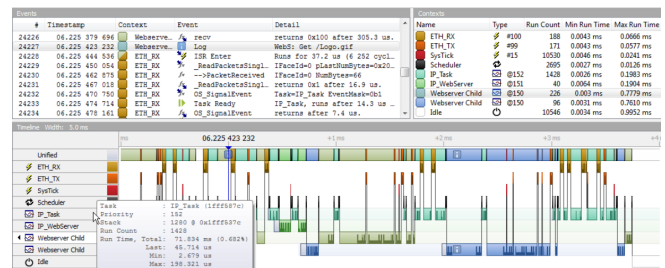 Events
# Timestamp Context Event Detail
24226 06.225 379 696 Webserve… recv returns 0x100 after 305.3 us.
24227 06.225 423 232 Log WebS: Get /Logo.gif
24228 06.225 444 536 ETH_RX ISR Enter Runs for 37.2 us (6 252 cycl…
24229 06.225 450 054 ETH_RX _ReadPacketsSingl… IFaceId=0 pLastNumBytes=0x20…
24230 06.225 462 875 ETH_RX -->PacketReceived IFaceId=0 NumBytes=66
24231 06.225 467 018 ETH_RX _ReadPacketsSingl… returns 0x1 after 16.9 us.
24232 06.225 470 750 ETH_RX OS_SignalEvent Task=IP_Task EventMask=0b1
24233 06.225 474 714 ETH_RX Task Ready IP_Task, runs after 14.3 us …
24234 06.225 478 161 ETH_RX OS_SignalEvent returns after 7.4 us.
Contexts
Name Type Run Count Min Run Time Max Run Time
ETH_RX #100 188 0.0043 ms 0.0666 ms
ETH_TX #99 171 0.0043 ms 0.0577 ms
SysTick #15 15530 0.0046 ms 0.0241 ms
Scheduler 2695 0.0027 ms 0.0126 ms
IP_Task @152 1428 0.0026 ms 0.1983 ms
IP_WebServer @151 40 0.0064 ms 0.1904 ms
Webserver Child @150 226 0.003 ms 0.7779 ms
Webserver Child @150 96 0.0031 ms 0.7610 ms
Idle 10546 0.0034 ms 0.9952 ms
Timeline Width: 5.0 ms
ms 06.225 423 232 +1 ms +2 ms +3 ms
Unified
ETH_RX
ETH_TX
SysTick
Scheduler
IP_Task
IP_WebServer
Webserver Child
Webserver Child
Idle
Task : IP_Task (1fff587c)
Priority : 152
Stack : 1280 @ 0x1fff537c
Run Count : 1428
Run Time, Total: 71.834 ms (0.682%)
Last: 45.714 us
Min: 2.679 us
Max: 198.321 us